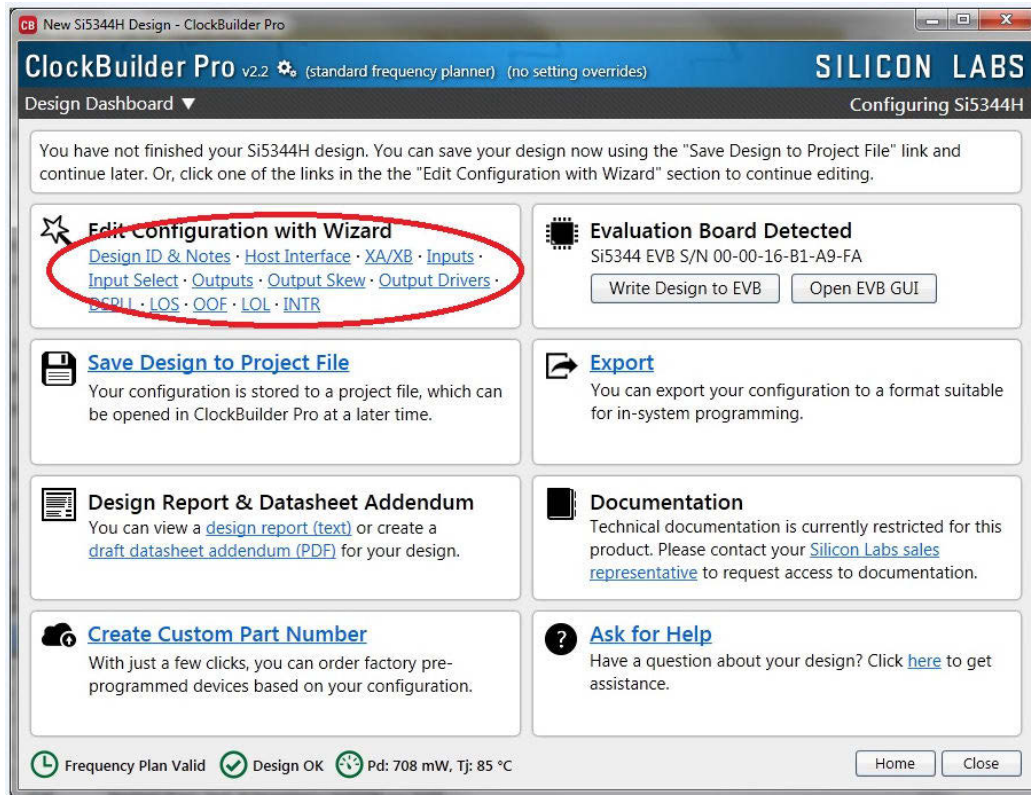 CB New Si5344H Design - ClockBuilder Pro
ClockBuilder Pro v2.2 (standard frequency planner) (no setting overrides) SILICON LABS
Design Dashboard ▼ Configuring Si5344H
You have not finished your Si5344H design. You can save your design now using the "Save Design to Project File" link and
continue later. Or, click one of the links in the the "Edit Configuration with Wizard" section to continue editing.
Edit Configuration with Wizard
Design ID & Notes · Host Interface · XA/XB · Inputs ·
Input Select · Outputs · Output Skew · Output Drivers ·
DSPLL · LOS · OOF · LOL · INTR
Evaluation Board Detected
Si5344 EVB S/N 00-00-16-B1-A9-FA
Write Design to EVB Open EVB GUI
Save Design to Project File
Your configuration is stored to a project file, which can
be opened in ClockBuilder Pro at a later time.
Export
You can export your configuration to a format suitable
for in-system programming.
Design Report & Datasheet Addendum
You can view a design report (text) or create a
draft datasheet addendum (PDF) for your design.
Documentation
Technical documentation is currently restricted for this
product. Please contact your Silicon Labs sales
representative to request access to documentation.
Create Custom Part Number
With just a few clicks, you can order factory pre-
programmed devices based on your configuration.
? Ask for Help
Have a question about your design? Click here to get
assistance.
Frequency Plan Valid Design OK Pd: 708 mW, Tj: 85 °C Home Close